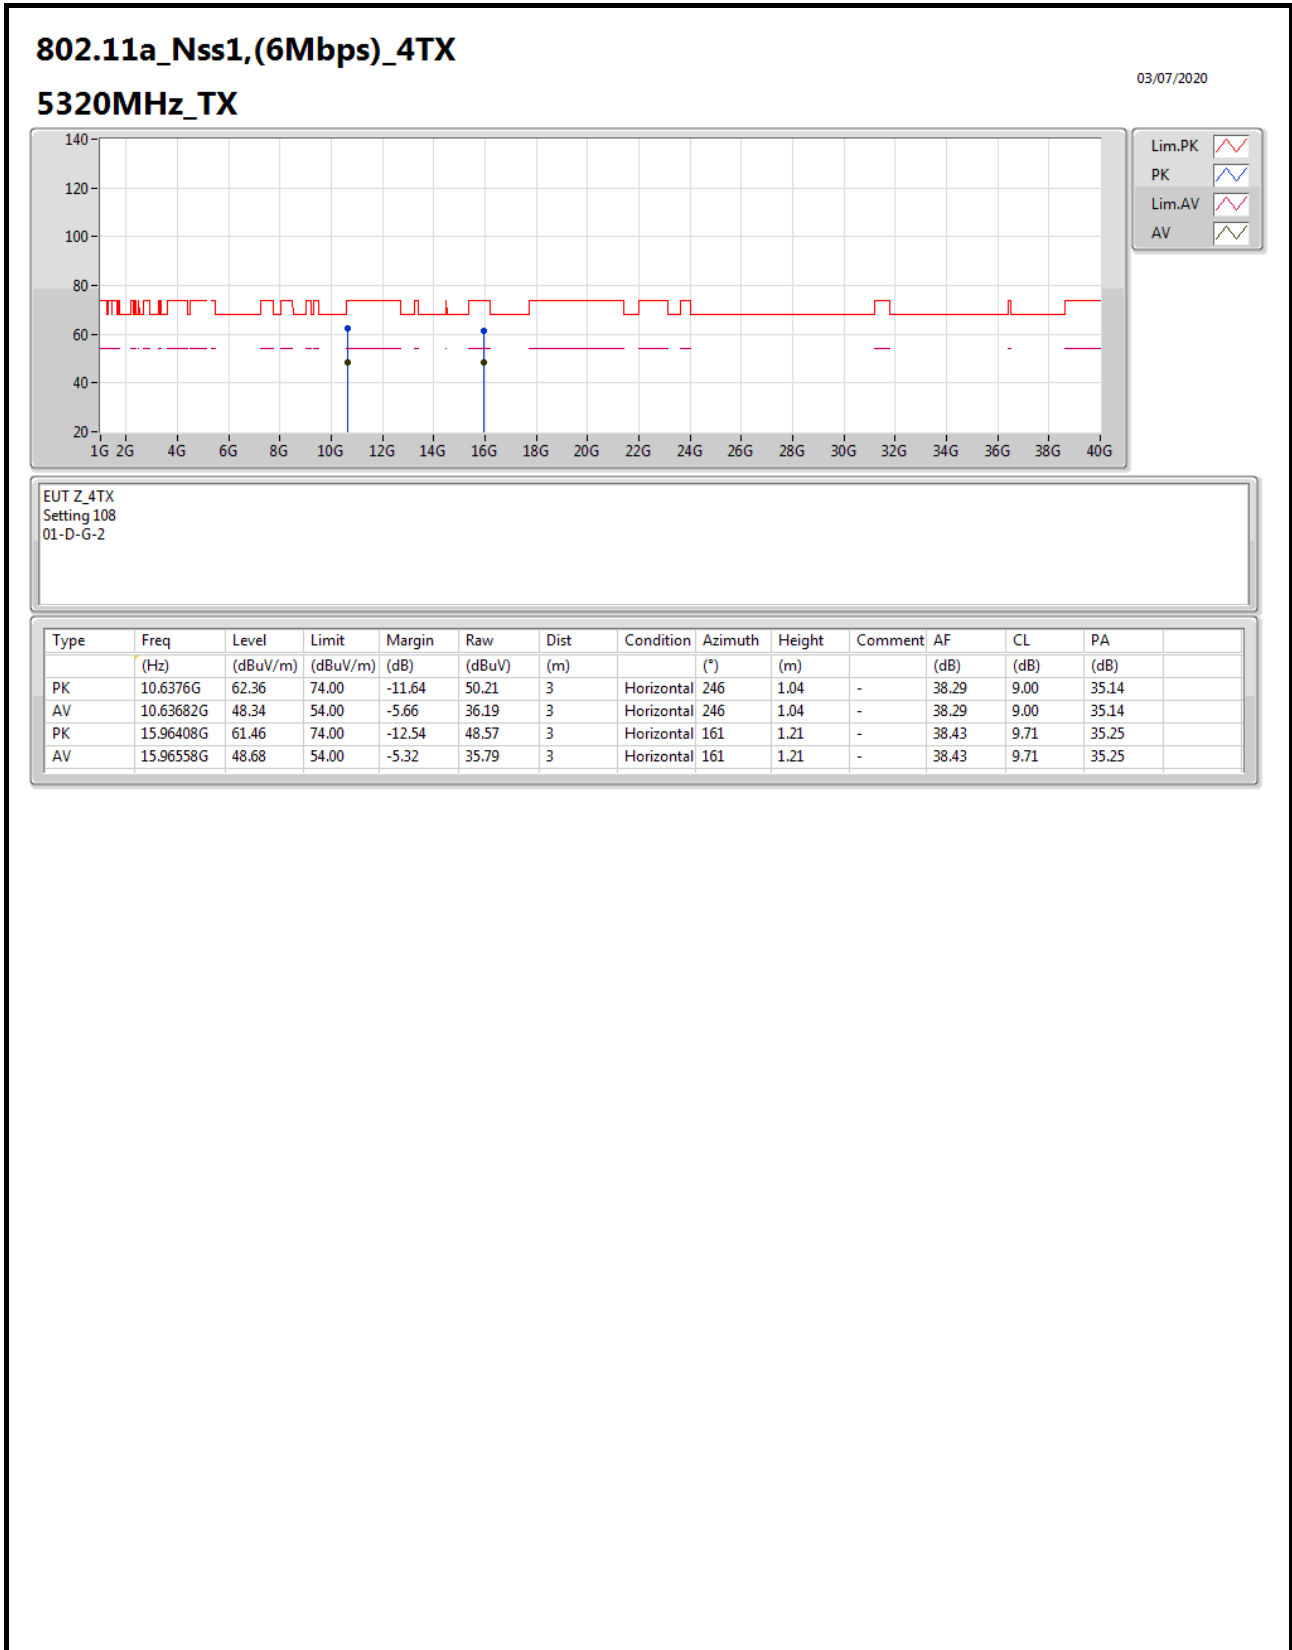 802.11a_Nss1,(6Mbps)_4TX
03/07/2020
5320MHz_TX
140
120
100
80
60
40
20
1G 2G 4G 6G 8G 10G 12G 14G 16G 18G 20G 22G 24G 26G 28G 30G 32G 34G 36G 38G 40G
Lim.PK
PK
Lim.AV
AV
EUT Z_4TX
Setting 108
01-D-G-2
Type Freq Level Limit Margin Raw Dist Condition Azimuth Height Comment AF CL PA
(Hz) (dBuV/m) (dBuV/m) (dB) (dBuV) (m) (°) (m) (dB) (dB) (dB)
PK 10.6376G 62.36 74.00 -11.64 50.21 3 Horizontal 246 1.04 - 38.29 9.00 35.14
AV 10.63682G 48.34 54.00 -5.66 36.19 3 Horizontal 246 1.04 - 38.29 9.00 35.14
PK 15.96408G 61.46 74.00 -12.54 48.57 3 Horizontal 161 1.21 - 38.43 9.71 35.25
AV 15.96558G 48.68 54.00 -5.32 35.79 3 Horizontal 161 1.21 - 38.43 9.71 35.25